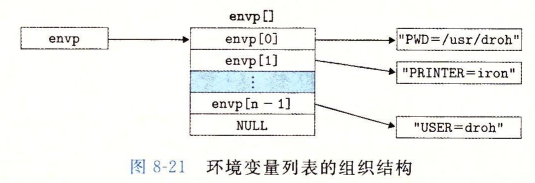 envp[]
envp
envp[0]
"PWD=/usr/droh"
envp[1]
"PRINTER=iron"
⋮
envp[n - 1]
"USER=droh"
NULL
图 8-21 环境变量列表的组织结构